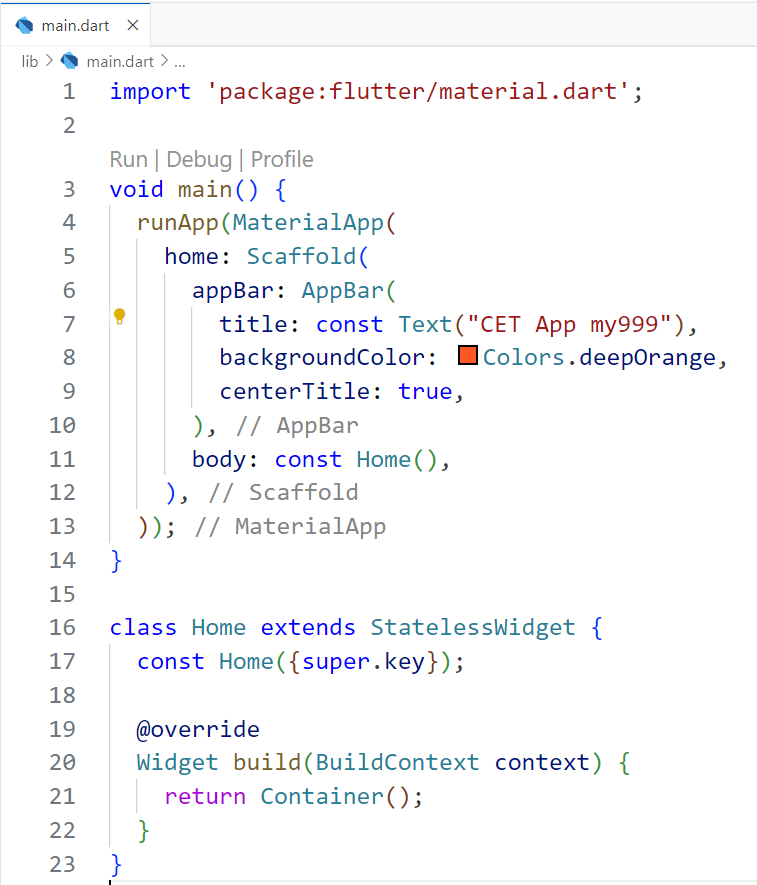 main.dart ×
lib > main.dart > ...
1 import 'package:flutter/material.dart';
2
Run | Debug | Profile
3 void main() {
4   runApp(MaterialApp(
5     home: Scaffold(
6       appBar: AppBar(
7         title: const Text("CET App my999"),
8         backgroundColor: Colors.deepOrange,
9         centerTitle: true,
10       ), // AppBar
11       body: const Home(),
12     ), // Scaffold
13   )); // MaterialApp
14 }
15
16 class Home extends StatelessWidget {
17   const Home({super.key});
18
19   @override
20   Widget build(BuildContext context) {
21     return Container();
22   }
23 }